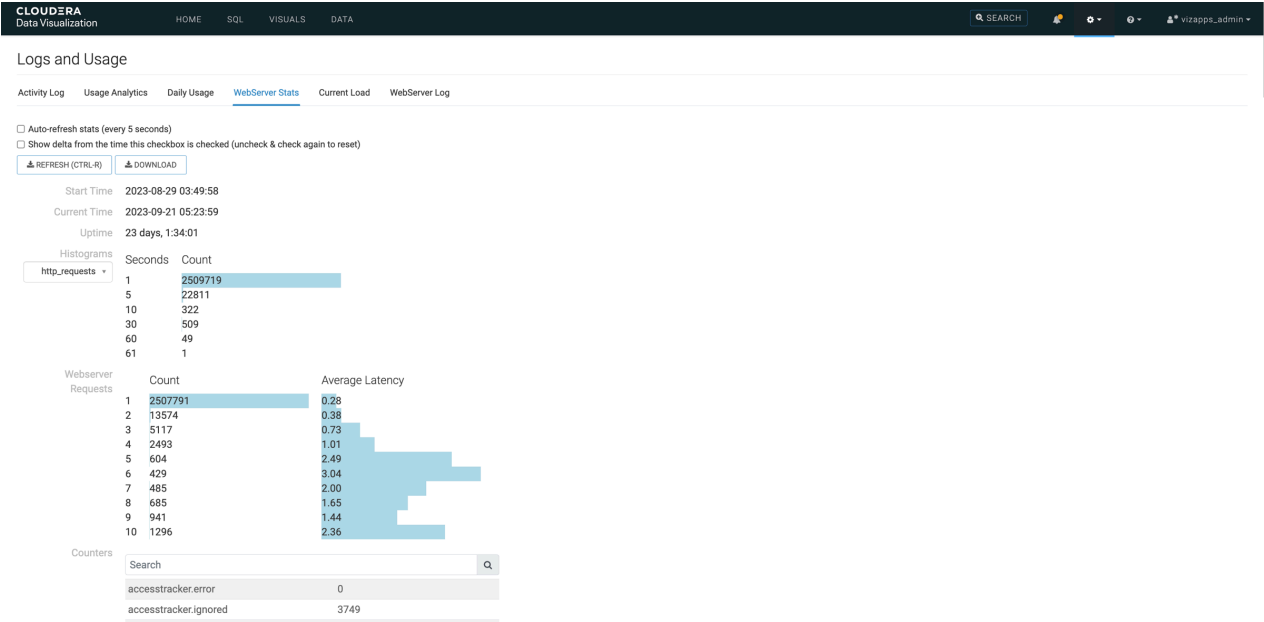 CLOUDERA
Data Visualization
HOME SQL VISUALS DATA
SEARCH
vizapps_admin
Logs and Usage
Activity Log Usage Analytics Daily Usage WebServer Stats Current Load WebServer Log
Auto-refresh stats (every 5 seconds)
Show delta from the time this checkbox is checked (uncheck & check again to reset)
REFRESH (CTRL-R) DOWNLOAD
Start Time 2023-08-29 03:49:58
Current Time 2023-09-21 05:23:59
Uptime 23 days, 1:34:01
Histograms
http_requests
Seconds Count
1 2509719
5 22811
10 322
30 509
60 49
61 1
Webserver
Requests
Count Average Latency
1 2507791 0.28
2 13574 0.38
3 5117 0.73
4 2493 1.01
5 604 2.49
6 429 3.04
7 485 2.00
8 685 1.65
9 941 1.44
10 1296 2.36
Counters
Search
accesstracker.error 0
accesstracker.ignored 3749